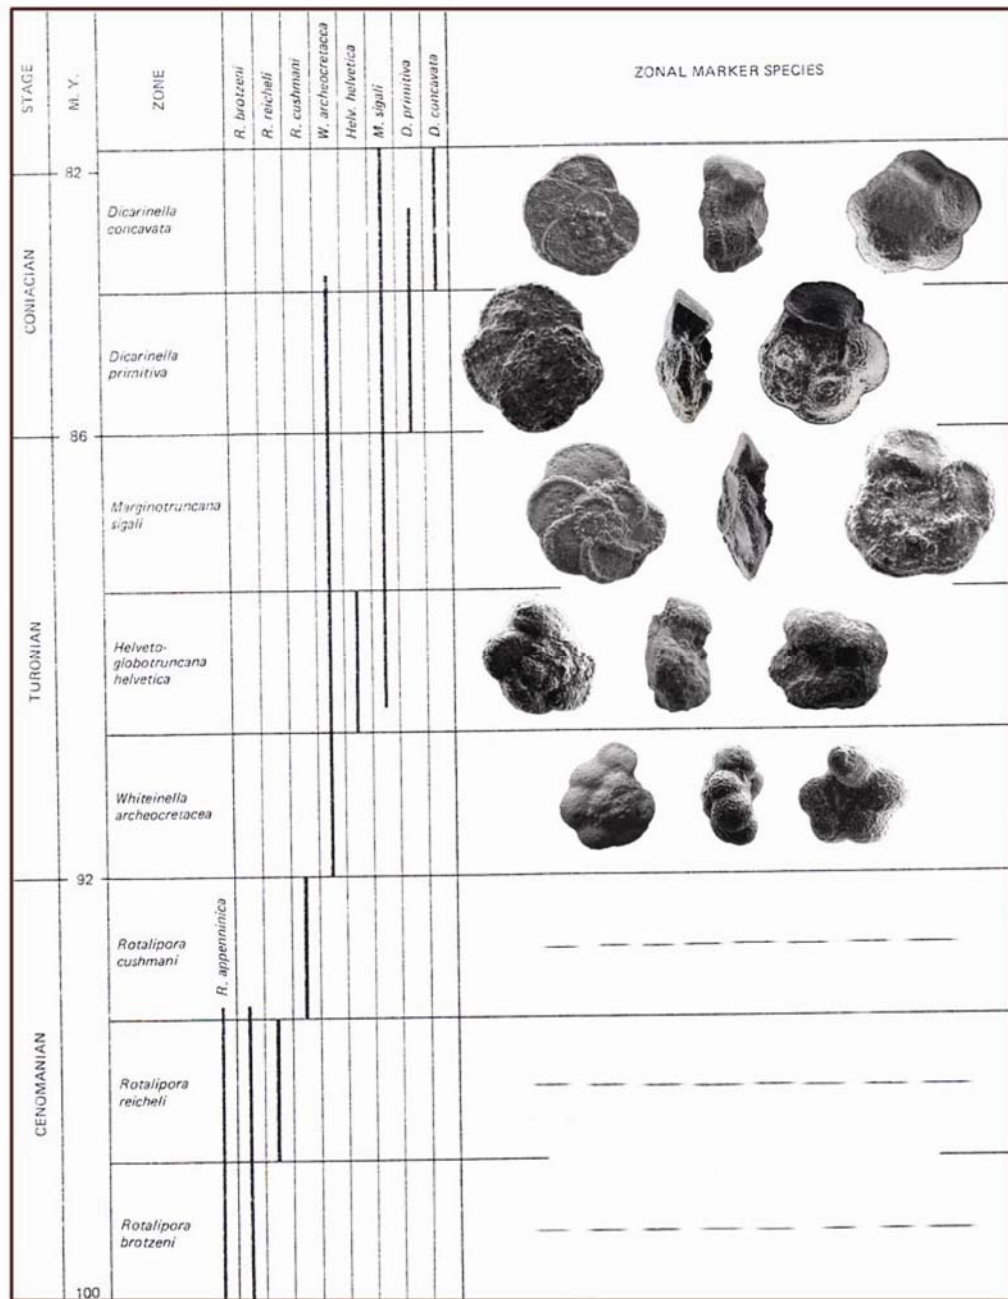 STAGE
M. Y.
ZONE
R. brotzeni
R. reicheli
R. cushmani
W. archeocretacea
Helv. helvetica
M. sigali
D. primitiva
D. concavata
ZONAL MARKER SPECIES
82
Dicarinella
concavata
CONIACIAN
Dicarinella
primitiva
86
Marginotruncana
sigali
TURONIAN
Helveto-
globotruncana
helvetica
Whiteinella
archeocretacea
92
R. appenninica
Rotalipora
cushmani
CENOMANIAN
Rotalipora
reicheli
Rotalipora
brotzeni
100